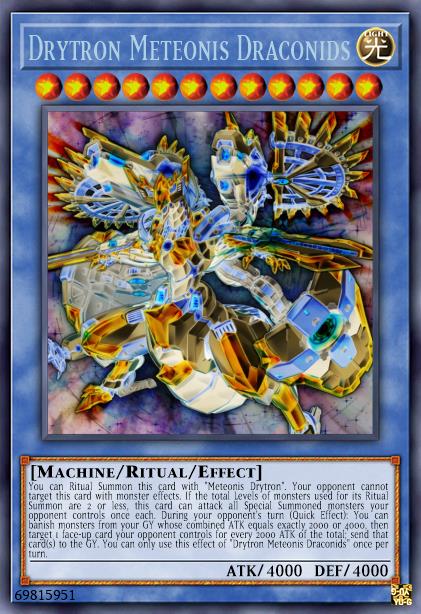 DRYTRON METEONIS DRACONIDS
LIGHT
光
[MACHINE/RITUAL/EFFECT]
You can Ritual Summon this card with "Meteonis Drytron". Your opponent cannot
target this card with monster effects. If the total Levels of monsters used for its Ritual
Summon are 2 or less, this card can attack all Special Summoned monsters your
opponent controls once each. During your opponent's turn (Quick Effect): You can
banish monsters from your GY whose combined ATK equals exactly 2000 or 4000, then
target 1 face-up card your opponent controls for every 2000 ATK of the total; send
that card(s) to the GY. You can only use this effect of "Drytron Meteonis Draconids" once per
turn.
ATK/4000 DEF/4000
69815951